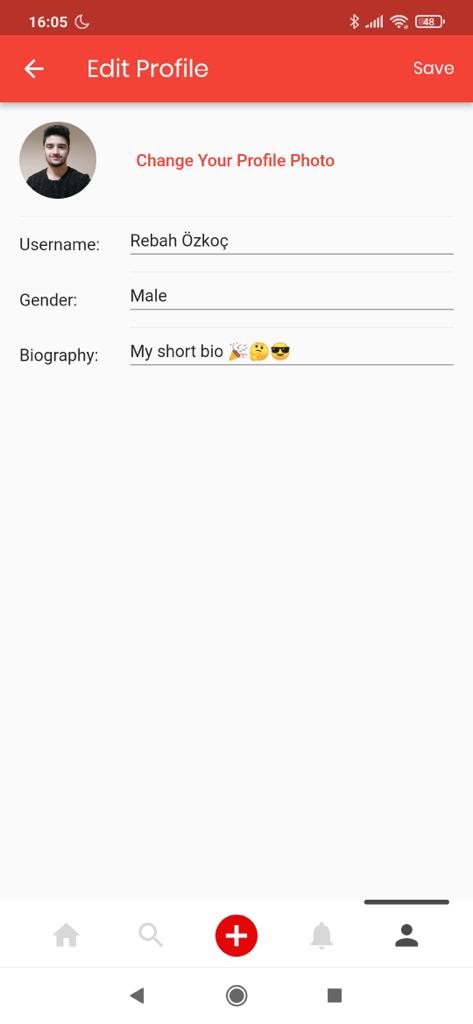 16:05
48
Edit Profile
Save
Change Your Profile Photo
Username:
Rebah Özkoç
Gender:
Male
Biography:
My short bio 🎉🤔😎